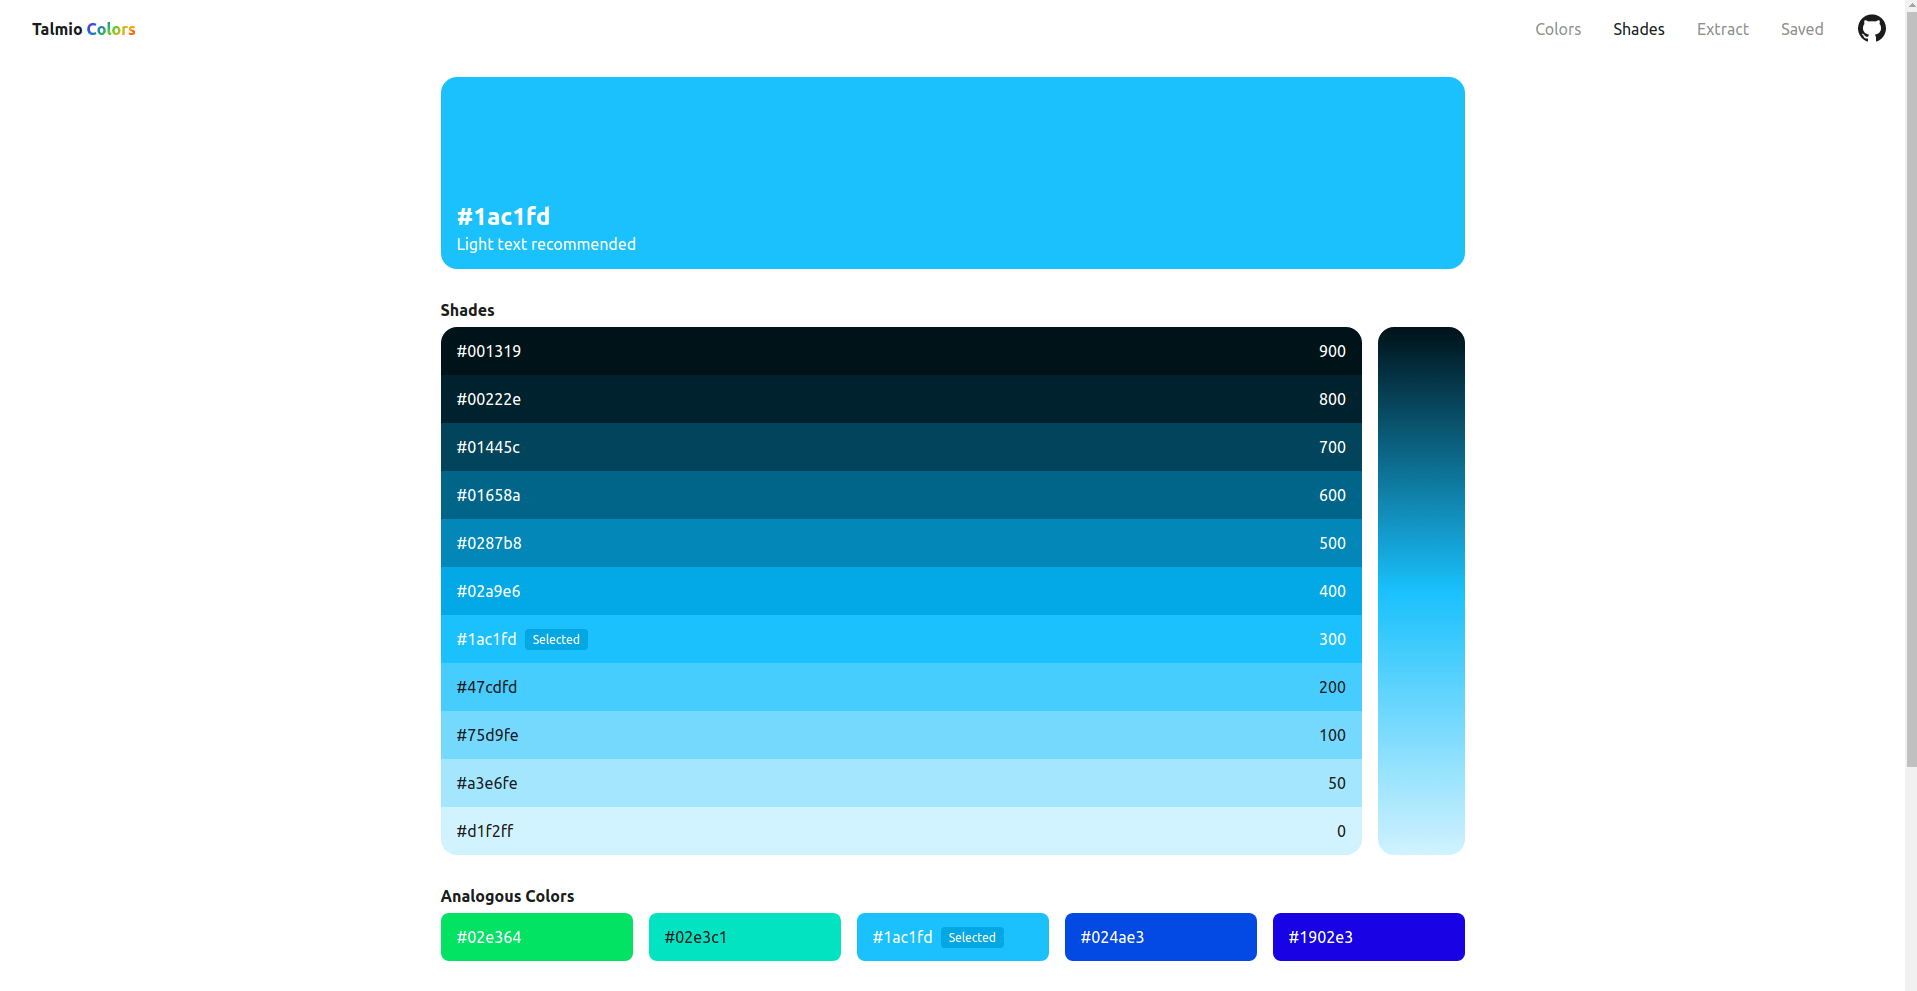 Talmio Colors
Colors Shades Extract Saved
#1ac1fd
Light text recommended
Shades
#001319 900
#00222e 800
#01445c 700
#01658a 600
#0287b8 500
#02a9e6 400
#1ac1fd Selected 300
#47cdfd 200
#75d9fe 100
#a3e6fe 50
#d1f2ff 0
Analogous Colors
#02e364 #02e3c1 #1ac1fd Selected #024ae3 #1902e3